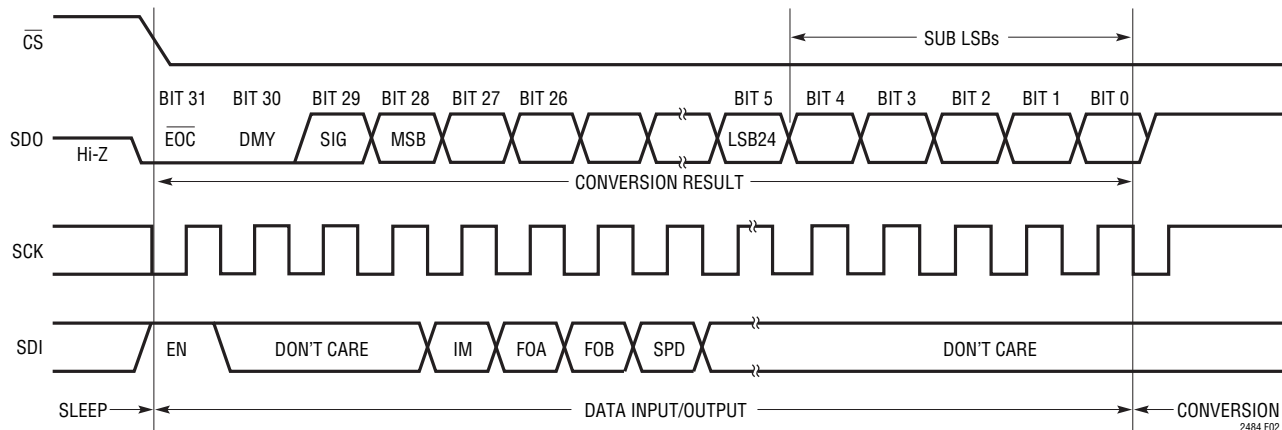 SUB LSBs
CS
BIT 31 BIT 30 BIT 29 BIT 28 BIT 27 BIT 26 BIT 5 BIT 4 BIT 3 BIT 2 BIT 1 BIT 0
SDO Hi-Z EOC DMY SIG MSB LSB24
CONVERSION RESULT
SCK
SDI EN DON'T CARE IM FOA FOB SPD DON'T CARE
SLEEP DATA INPUT/OUTPUT CONVERSION
2484 F02